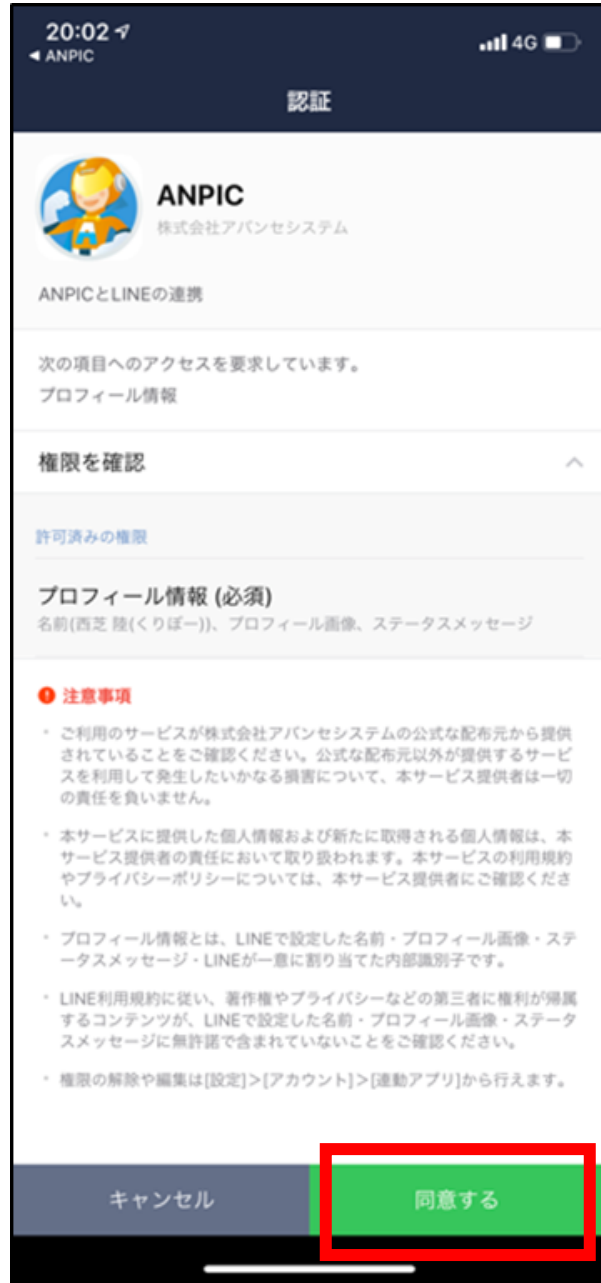 20:02
◀ ANPIC
4G
認証
ANPIC
株式会社アバンセシステム
ANPICとLINEの連携
次の項目へのアクセスを要求しています。
プロフィール情報
権限を確認
許可済みの権限
プロフィール情報 (必須)
名前(西芝 陸(くりぼー))、プロフィール画像、ステータスメッセージ
注意事項
・ ご利用のサービスが株式会社アバンセシステムの公式な配布元から提供
されていることをご確認ください。公式な配布元以外が提供するサービ
スを利用して発生したいかなる損害について、本サービス提供者は一切
の責任を負いません。
・ 本サービスに提供した個人情報および新たに取得される個人情報は、本
サービス提供者の責任において取り扱われます。本サービスの利用規約
やプライバシーポリシーについては、本サービス提供者にご確認くださ
い。
・ プロフィール情報とは、LINEで設定した名前・プロフィール画像・ステ
ータスメッセージ・LINEが一意に割り当てた内部識別子です。
・ LINE利用規約に従い、著作権やプライバシーなどの第三者に権利が帰属
するコンテンツが、LINEで設定した名前・プロフィール画像・ステータ
スメッセージに無許諾で含まれていないことをご確認ください。
・ 権限の解除や編集は[設定]>[アカウント]>[連動アプリ]から行えます。
キャンセル
同意する